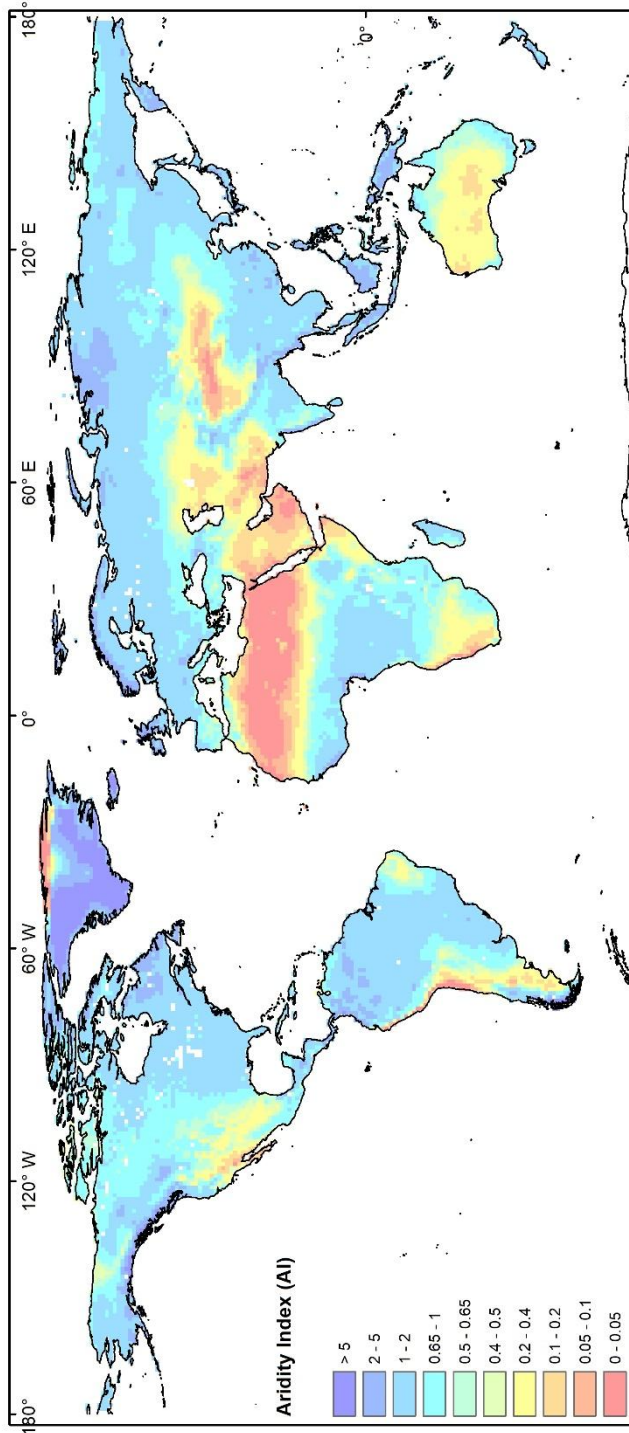 180°
120° W
60° W
0°
60° E
120° E
180°
0°
Aridity Index (AI)
> 5
2 - 5
1 - 2
0.65 - 1
0.5 - 0.65
0.4 - 0.5
0.2 - 0.4
0.1 - 0.2
0.05 - 0.1
0 - 0.05